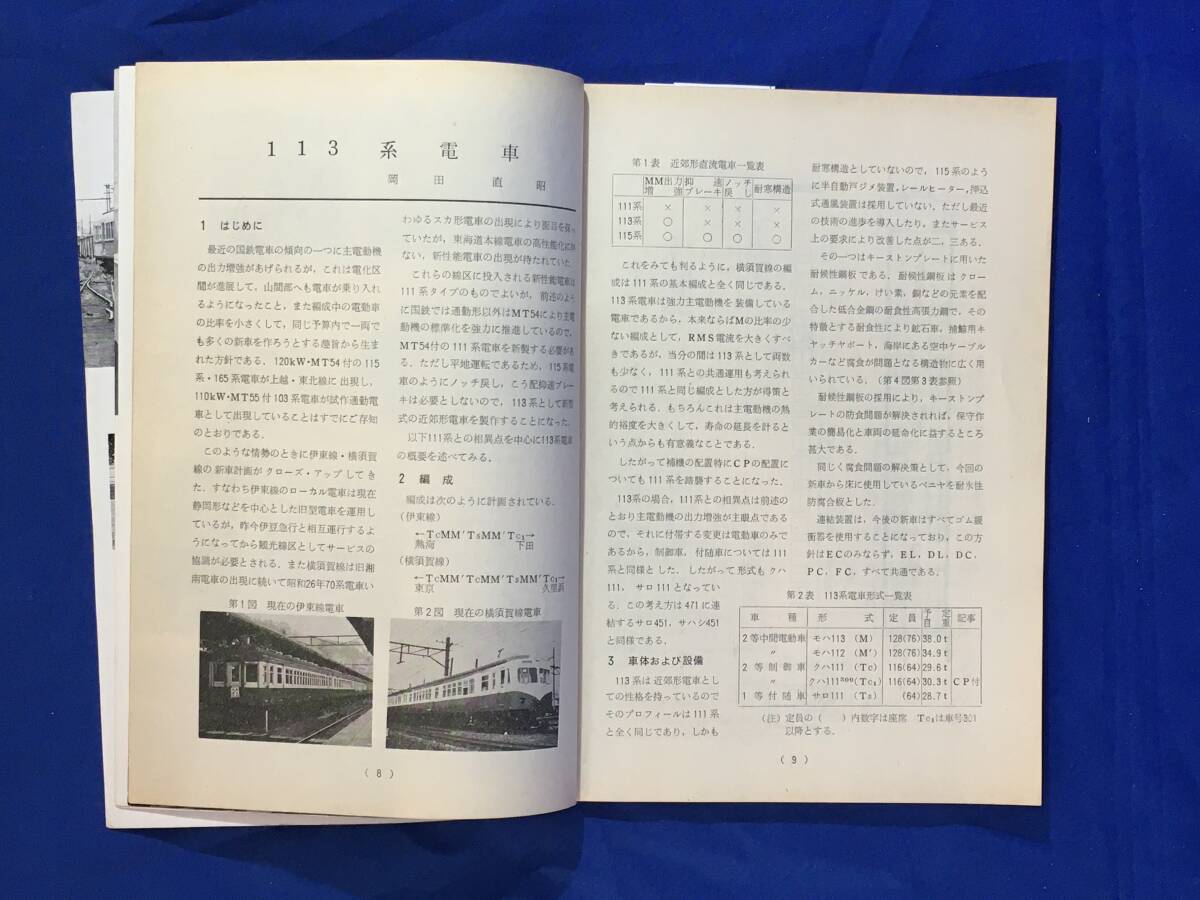 113系電車
岡田直昭
1 はじめに
最近の国鉄電車の傾向の一つに主電動機
の出力増強があげられるが，これは電化区
間が進展して，山間部へも電車が乗り入れ
るようになったこと，また編成中の電動車
の比率を小さくして，同じ予算内で一両で
も多くの新車を作ろうとする趣旨から生ま
れた方針である．120kW・MT54付の115
系・165系電車が上越・東北線に出現し，
110kW・MT55付103系電車が試作通勤電
車として出現していることはすでにご存知
のとおりである．
このような情勢のときに伊東線・横須賀
線の新車計画がクローズ・アップしてき
た．すなわち伊東線のローカル電車は現在
静岡形などを中心とした旧型電車を運用し
ているが，昨今伊豆急行と相互運行するよ
うになってから観光線区としてサービスの
協調が必要とされる．また横須賀線は旧湘
南電車の出現に続いて昭和26年70系電車い
第1図 現在の伊東線電車
わゆるスカ形電車の出現により面目を保っ
ていたが，東海道本線電車の高性能化に
ない，新性能電車の出現が待たれていた
これらの線区に投入される新性能電車は
111系タイプのものでよいが，前述のよう
に国鉄では通勤形以外はMT54により主電
動機の標準化を強力に推進しているので，
MT54付の111系電車を新製する必要があ
る．ただし平地運転であるため，115系電
車のようにノッチ戻し，こう配抑速ブレー
キは必要としないので，113系として新形
式の近郊形電車を製作することになった．
以下111系との相異点を中心に113系電車
の概要を述べてみる．
2 編成
編成は次のように計画されている．
(伊東線)
←TcMM′TsMM′Tc₁→
熱海 下田
(横須賀線)
←TcMM′TcMM′TsMM′Tc₁→
東京 久里浜
第2図 現在の横須賀線電車
(8)
第1表 近郊形直流電車一覧表
MM出力増強 抑速ブレーキ ノッチ戻し 耐寒構造
111系 × × × ×
113系 ○ × × ×
115系 ○ ○ ○ ○
これをみても判るように，横須賀線の編
成は111系の基本編成と全く同じである．
113系電車は強力主電動機を装備している
電車であるから，本来ならばMの比率の少
ない編成として，RMS電流を大きくすべ
きであるが，当分の間は113系として両数
も少なく，111系との共通運用も考えられ
るので111系と同じ編成とした方が得策と
考えられる．もちろんこれは主電動機の熱
的裕度を大きくして，寿命の延長を計ると
いう点からも有意義なことである．
したがって補機の配置特にCPの配置に
ついても111系を踏襲することになった．
113系の場合，111系との相異点は前述の
とおり主電動機の出力増強が主眼点である
ので，それに付帯する変更は電動車のみで
あるから，制御車，付随車については111
系と同様とした．したがって形式もクハ
111，サロ111となってい
る．この考え方は471に連
結するサロ451，サハシ451
と同様である．
3 車体および設備
113系は近郊形電車とし
ての性格を持っているので
そのプロフィールは111系
と全く同じであり，しかも
耐寒構造としていないので，115系のよう
に半自動戸ジメ装置，レールヒーター，押込
式通風装置は採用していない．ただし最近
の技術の進歩を導入したり，またサービス
上の要求により改善した点が二，三ある．
その一つはキーストンプレートに用いた
耐候性鋼板である．耐候性鋼板はクロー
ム，ニッケル，けい素，銅などの元素を配
合した低合金鋼の耐食性高張力鋼で，その
特徴とする耐食性により鉱石車，捕鯨用キ
ャッチャボート，海岸にある空中ケーブル
カーなど腐食が問題となる構造物に広く用
いられている．(第4図第3表参照)
耐候性鋼板の採用により，キーストンプ
レートの防食問題が解決されれば，保守作
業の簡易化と車両の延命化に益するところ
甚大である．
同じく腐食問題の解決策として，今回の
新車から床に使用しているベニヤを耐水性
防腐合板とした．
連結装置は，今後の新車はすべてゴム緩
衝器を使用することになっており，この方
針はECのみならず，EL，DL，DC，
PC，FC，すべて共通である．
第2表 113系電車形式一覧表
車種 形式 定員 予定自重 記事
2等中間電動車 モハ113 (M) 128(76) 38.0t
〃 モハ112 (M′) 128(76) 34.9t
2等制御車 クハ111 (Tc) 116(64) 29.6t
〃 クハ111³⁰⁰(Tc₁) 116(64) 30.3t CP付
1等付随車 サロ111 (Ts) (64) 28.7t
(注) 定員の( )内数字は座席 Tc₁は車号301
以降とする．
(9)